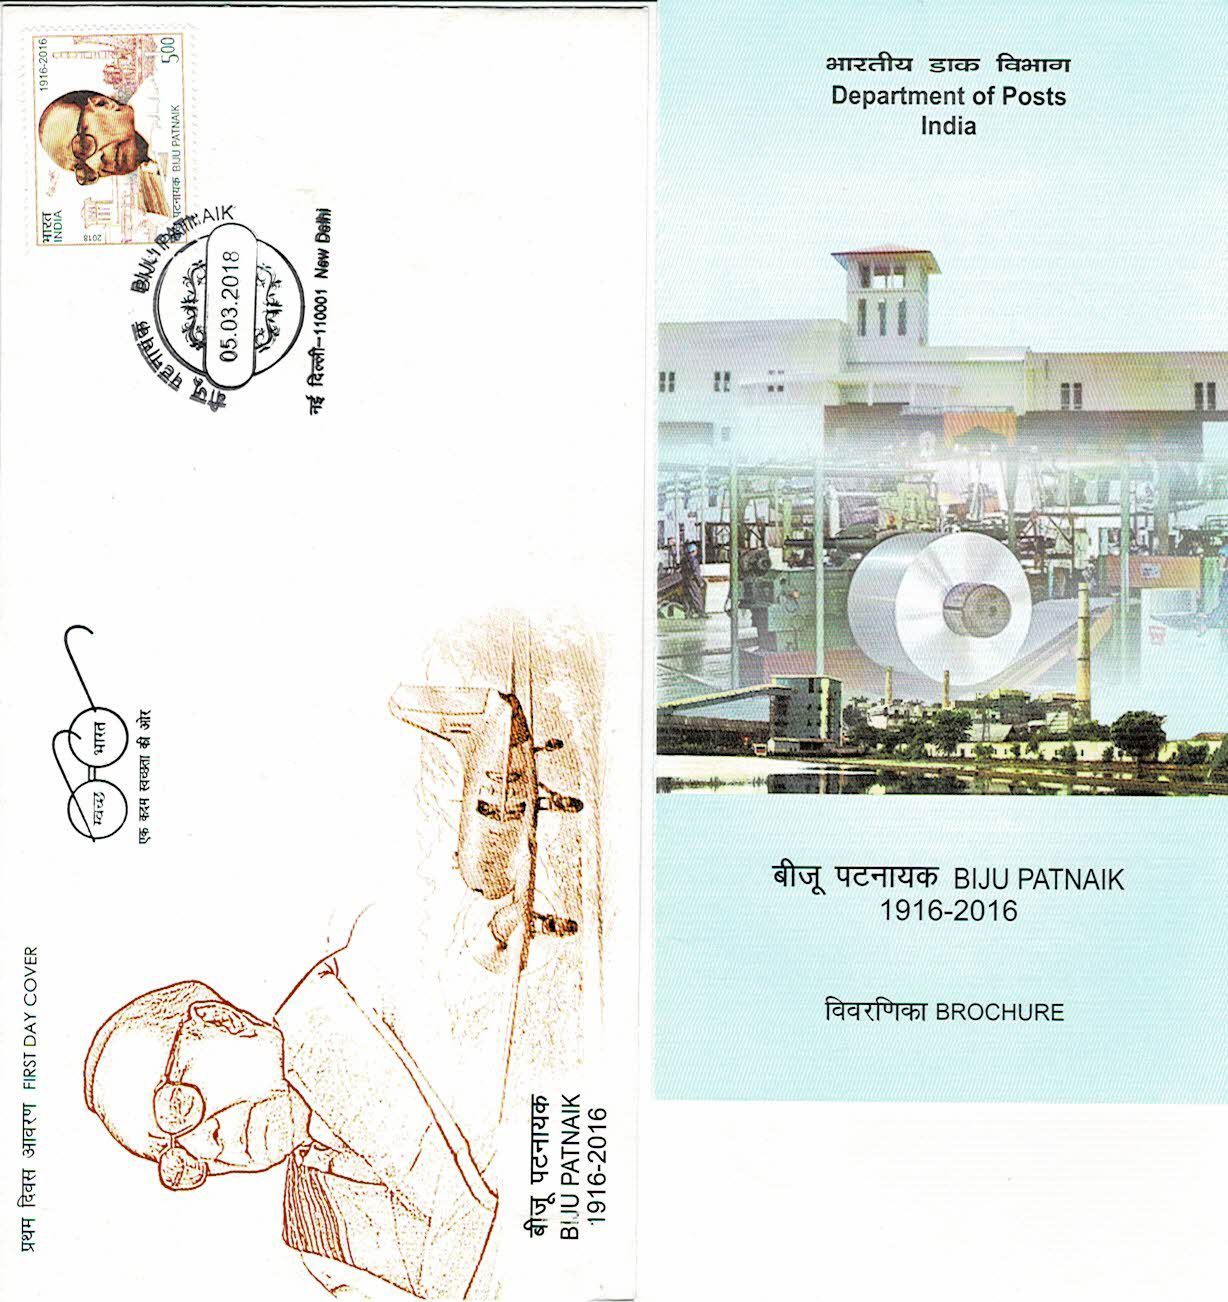 प्रथम दिवस आवरण FIRST DAY COVER
स्वच्छ भारत
एक कदम स्वच्छता की ओर
भारत
INDIA
1916-2016
2018
बीजू पटनायक BIJU PATNAIK
5.00
बीजू पटनायक BIJU PATNAIK
05.03.2018
नई दिल्ली-110001 New Delhi
बीजू पटनायक
BIJU PATNAIK
1916-2016
भारतीय डाक विभाग
Department of Posts
India
बीजू पटनायक BIJU PATNAIK
1916-2016
विवरणिका BROCHURE